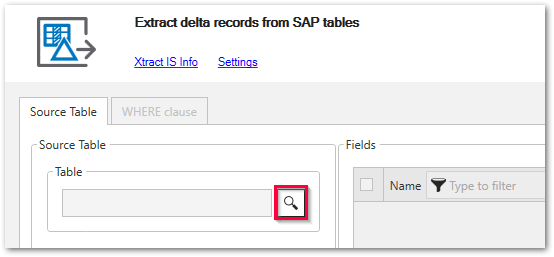 Extract delta records from SAP tables
Xtract IS Info Settings
Source Table WHERE clause
Source Table Fields
Table
Name Type to filter